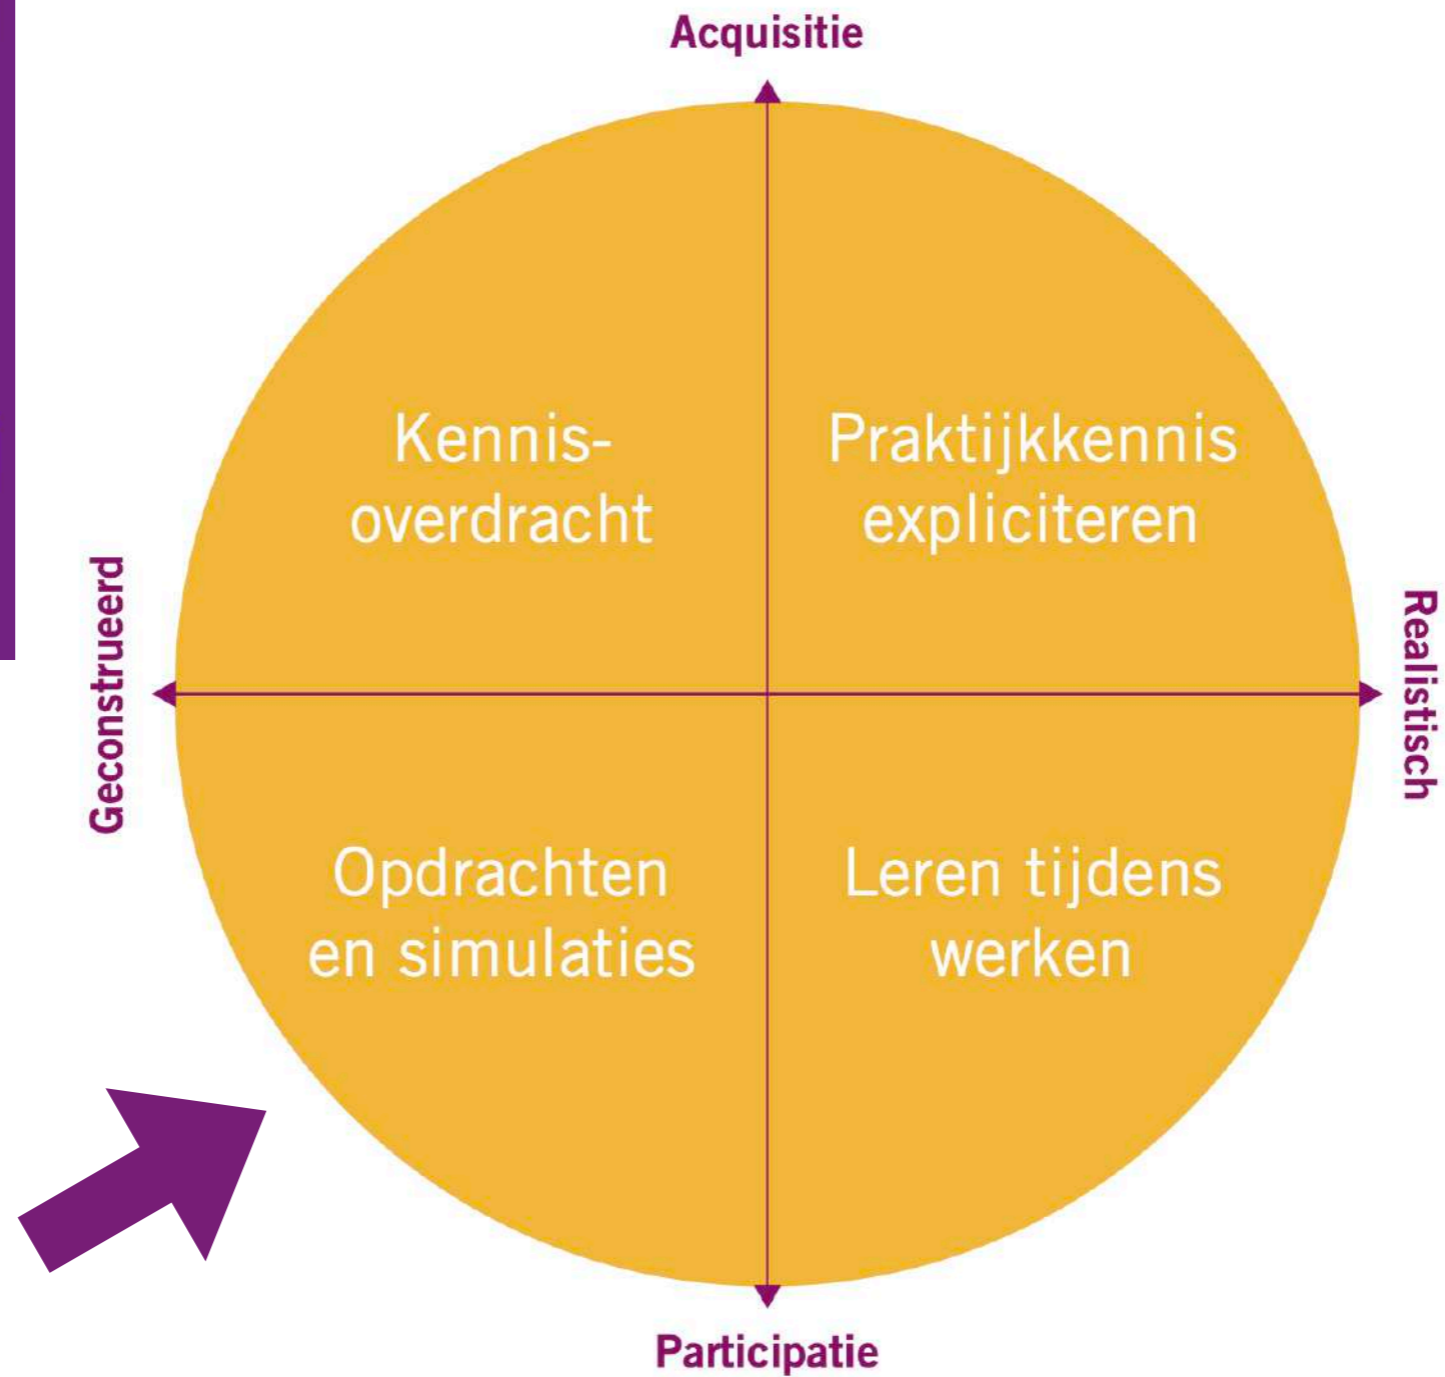 Acquisitie
Kennis-
overdracht
Praktijkkennis
expliciteren
Geconstrueerd
Realistisch
Opdrachten
en simulaties
Leren tijdens
werken
Participatie